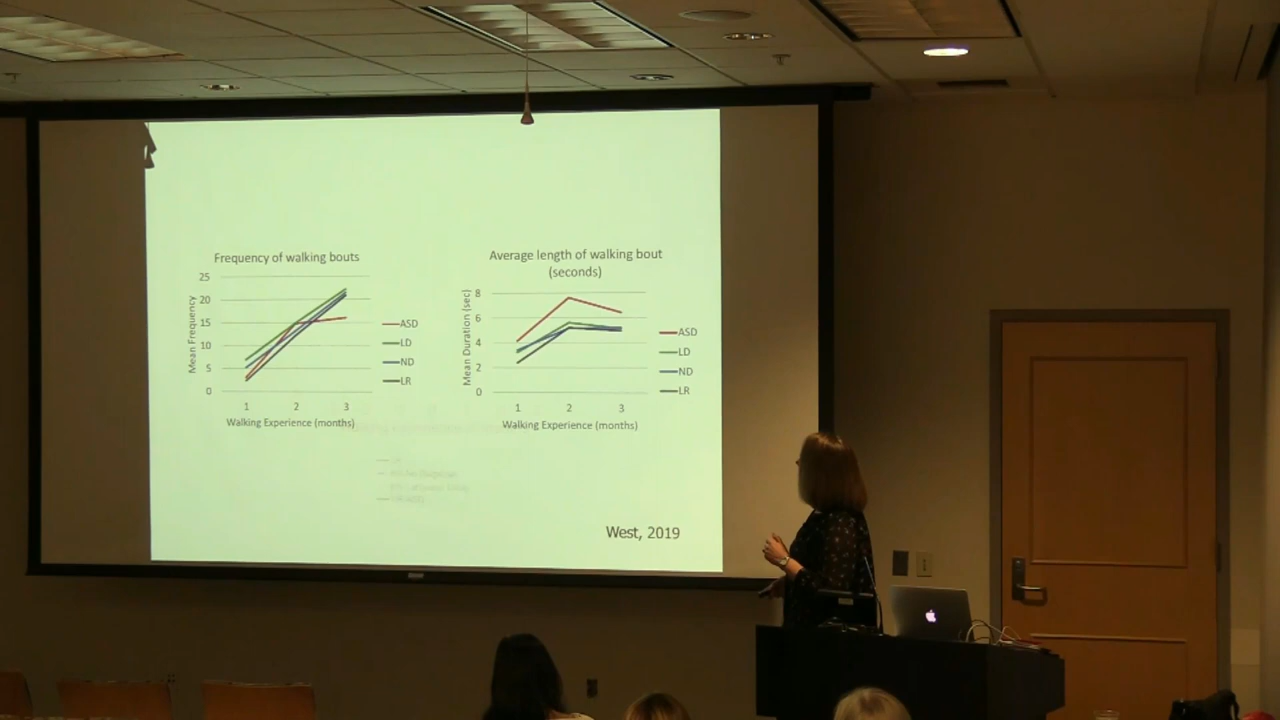 Frequency of walking bouts
25
20
15
10
5
0
Mean Frequency
1 2 3
Walking Experience (months)
ASD
LD
ND
LR
Average length of walking bout
(seconds)
8
6
4
2
0
Mean Duration (sec)
1 2 3
Walking Experience (months)
ASD
LD
ND
LR
West, 2019